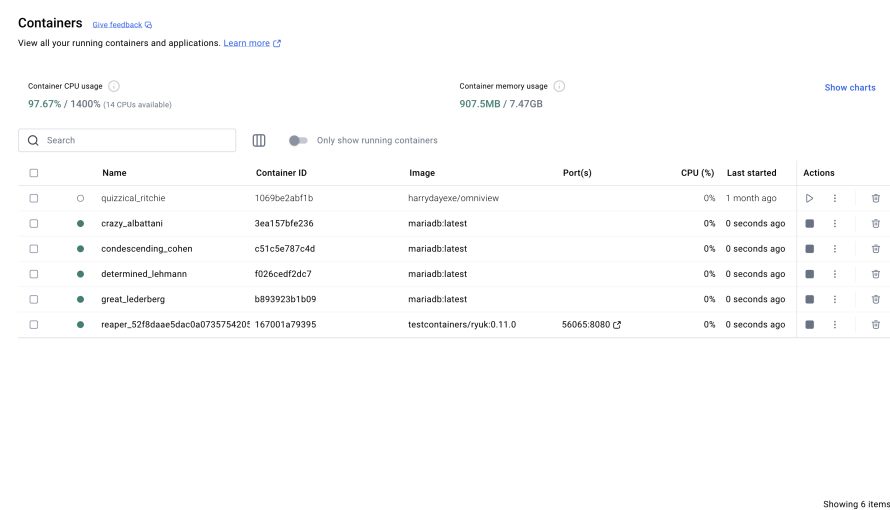 Containers Give feedback
View all your running containers and applications. Learn more
Container CPU usage
97.67% / 1400% (14 CPUs available)
Container memory usage
907.5MB / 7.47GB
Show charts
Search
Only show running containers
Name Container ID Image Port(s) CPU (%) Last started Actions
quizzical_ritchie 1069be2abf1b harrydayexe/omniview 0% 1 month ago
crazy_albattani 3ea157bfe236 mariadb:latest 0% 0 seconds ago
condescending_cohen c51c5e787c4d mariadb:latest 0% 0 seconds ago
determined_lehmann f026cedf2dc7 mariadb:latest 0% 0 seconds ago
great_lederberg b893923b1b09 mariadb:latest 0% 0 seconds ago
reaper_52f8daae5dac0a0735754205 167001a79395 testcontainers/ryuk:0.11.0 56065:8080 0% 0 seconds ago
Showing 6 items